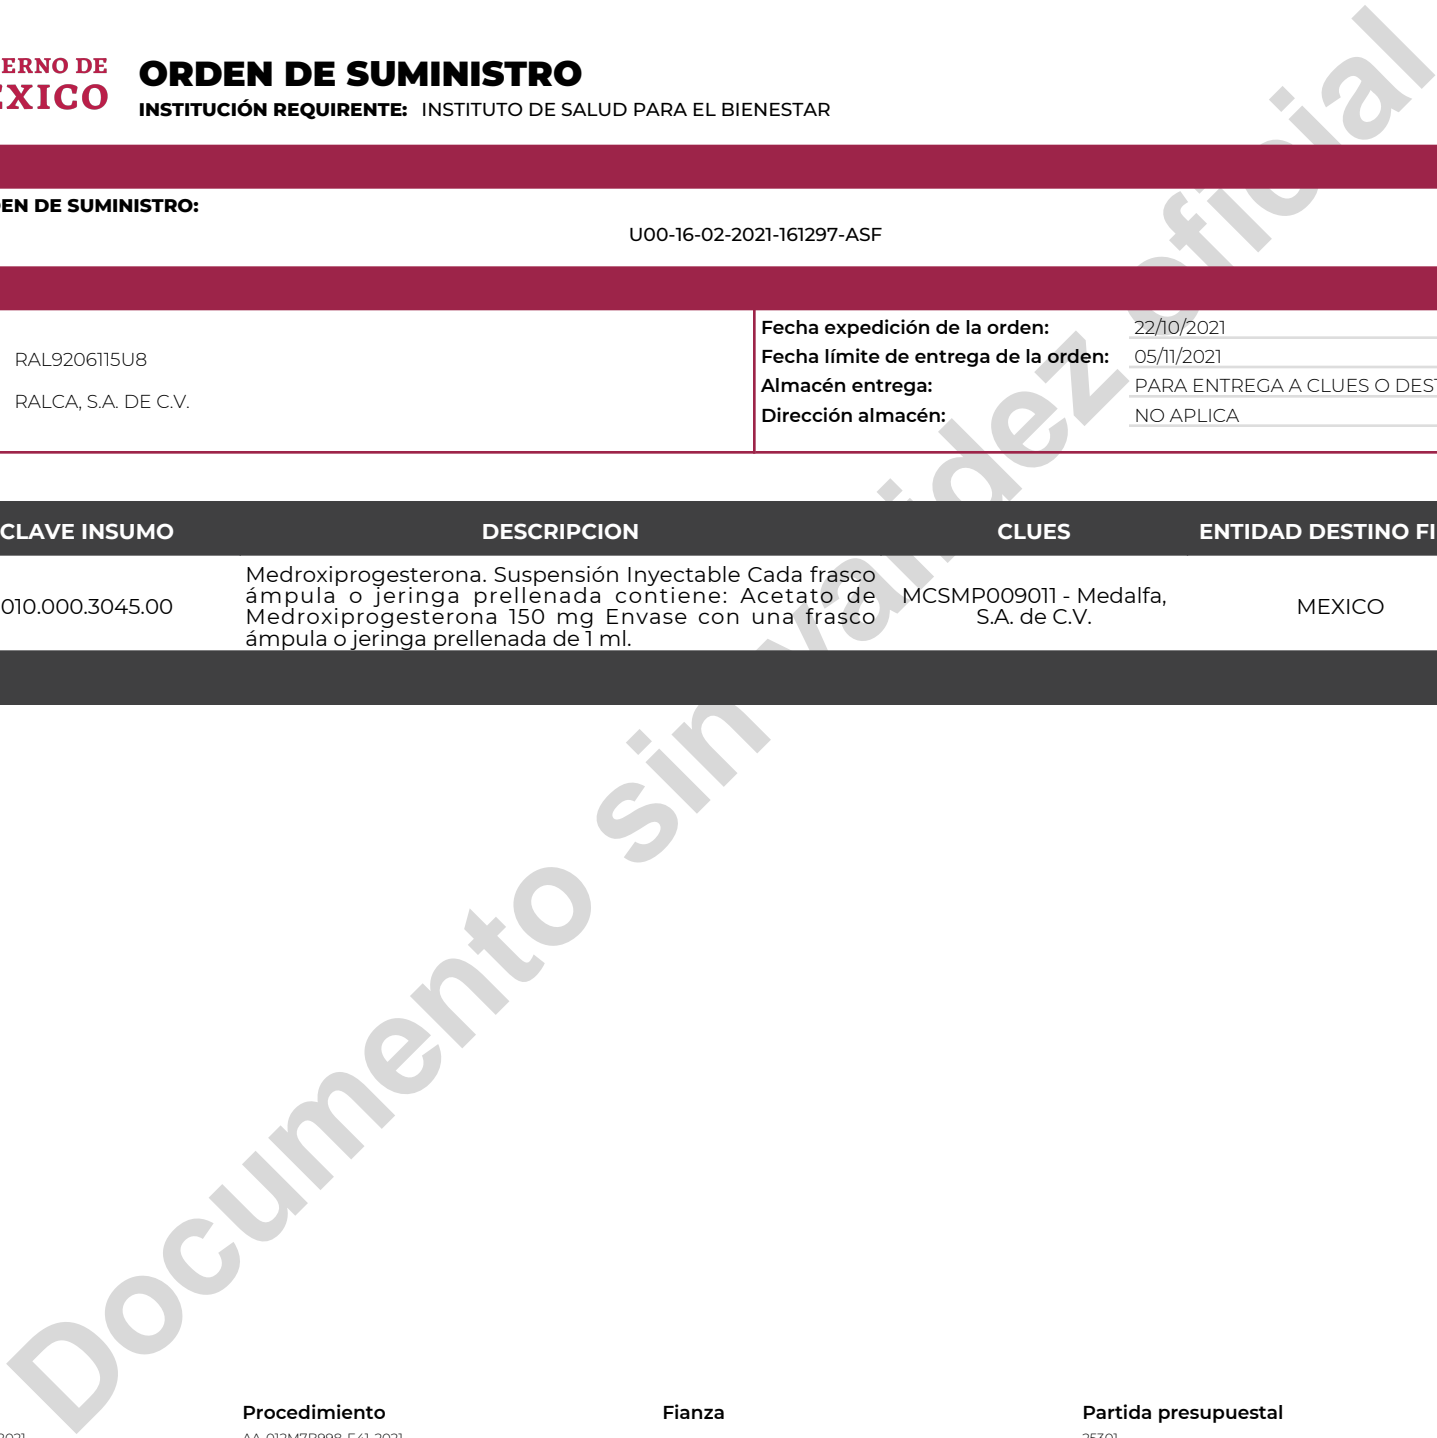 ERNO DE
EXICO
ORDEN DE SUMINISTRO
INSTITUCIÓN REQUIRENTE: INSTITUTO DE SALUD PARA EL BIENESTAR
EN DE SUMINISTRO:
U00-16-02-2021-161297-ASF
RAL9206115U8
RALCA, S.A. DE C.V.
Fecha expedición de la orden: 22/10/2021
Fecha límite de entrega de la orden: 05/11/2021
Almacén entrega: PARA ENTREGA A CLUES O DEST
Dirección almacén: NO APLICA
CLAVE INSUMO DESCRIPCION CLUES ENTIDAD DESTINO FI
010.000.3045.00
Medroxiprogesterona. Suspensión Inyectable Cada frasco
ámpula o jeringa prellenada contiene: Acetato de
Medroxiprogesterona 150 mg Envase con una frasco
ámpula o jeringa prellenada de 1 ml.
MCSMP009011 - Medalfa,
S.A. de C.V.
MEXICO
Documento sin validez oficial
Procedimiento Fianza Partida presupuestal